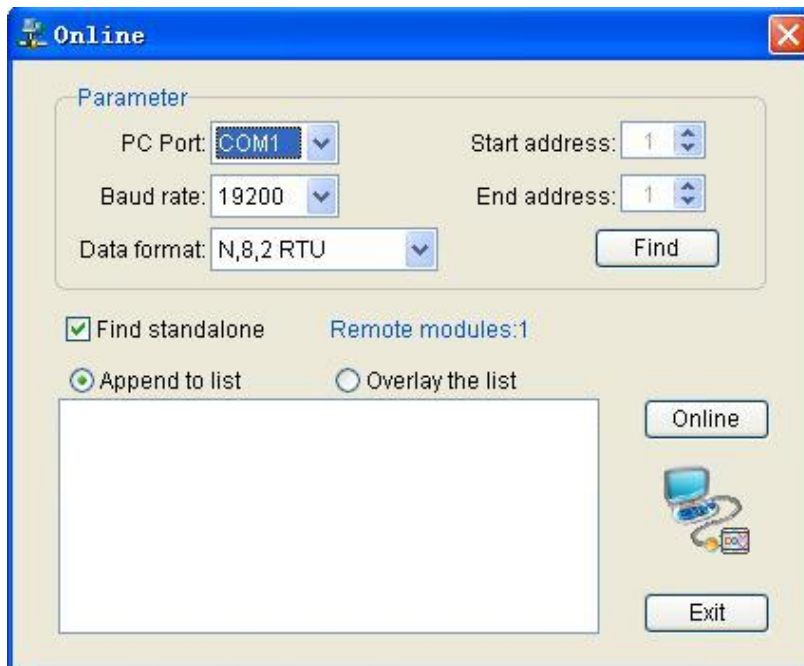 Online
Parameter
PC Port: COM1 Start address: 1
Baud rate: 19200 End address: 1
Data format: N,8,2 RTU Find
Find standalone Remote modules:1
Append to list Overlay the list
Online
Exit